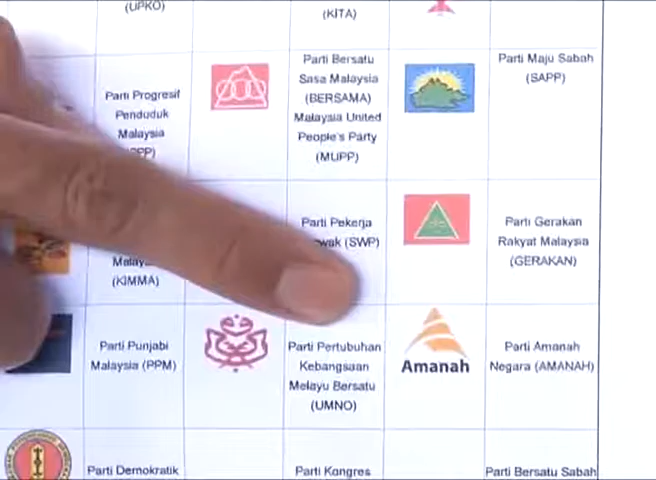 (UPKO)
(KITA)
Parti Progresif
Penduduk
Malaysia
Parti Bersatu
Sasa Malaysia
(BERSAMA)
Malaysia United
People's Party
(MUPP)
Parti Maju Sabah
(SAPP)
(KIMMA)
Parti Pekerja
(SWP)
Parti Gerakan
Rakyat Malaysia
(GERAKAN)
Parti Punjabi
Malaysia (PPM)
Parti Pertubuhan
Kebangsaan
Melayu Bersatu
(UMNO)
Amanah
Parti Amanah
Negara (AMANAH)
Parti Demokratik
Parti Kongres
Parti Bersatu Sabah